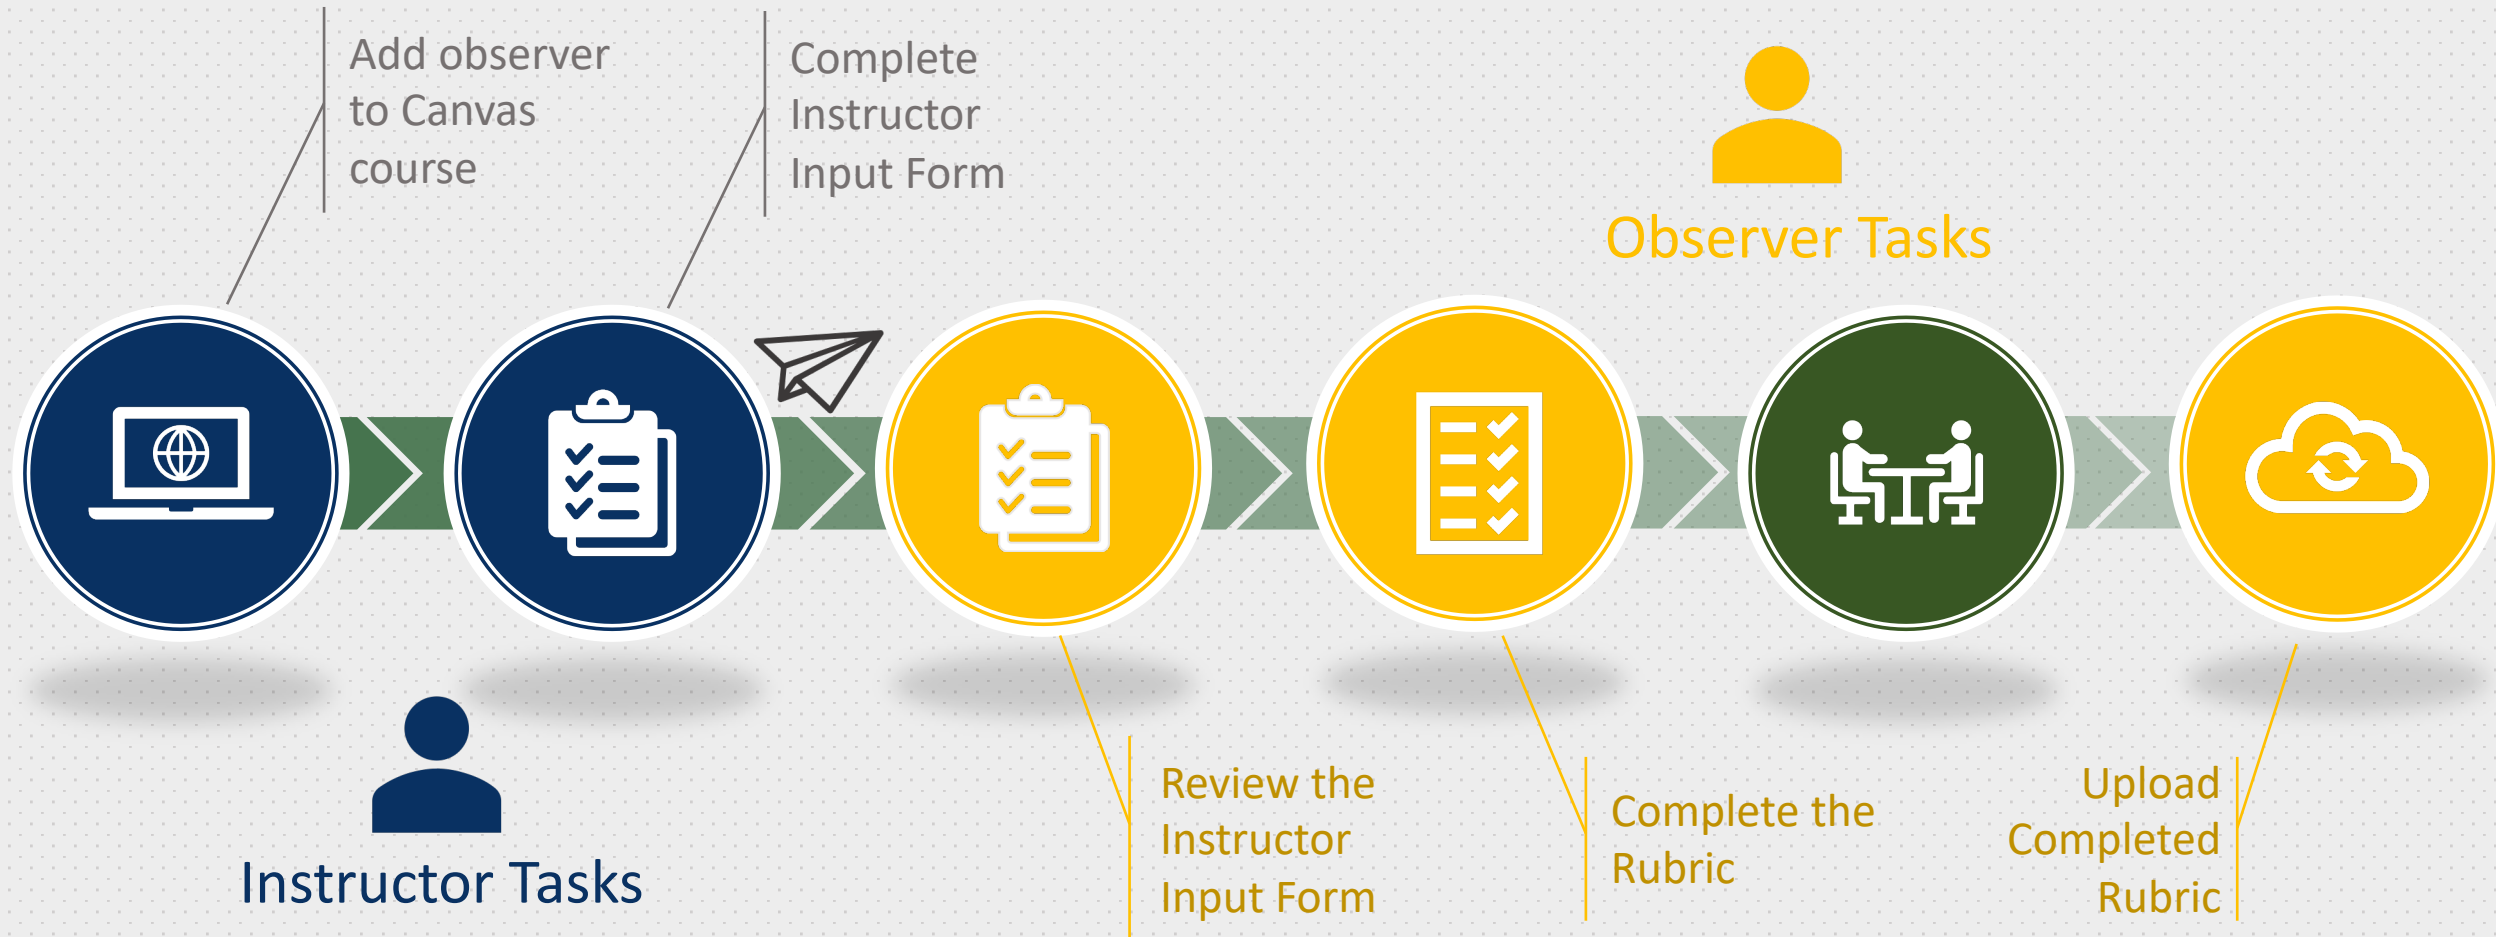 Add observer
to Canvas
course
Complete
Instructor
Input Form
Observer Tasks
Instructor Tasks
Review the
Instructor
Input Form
Complete the
Rubric
Upload
Completed
Rubric